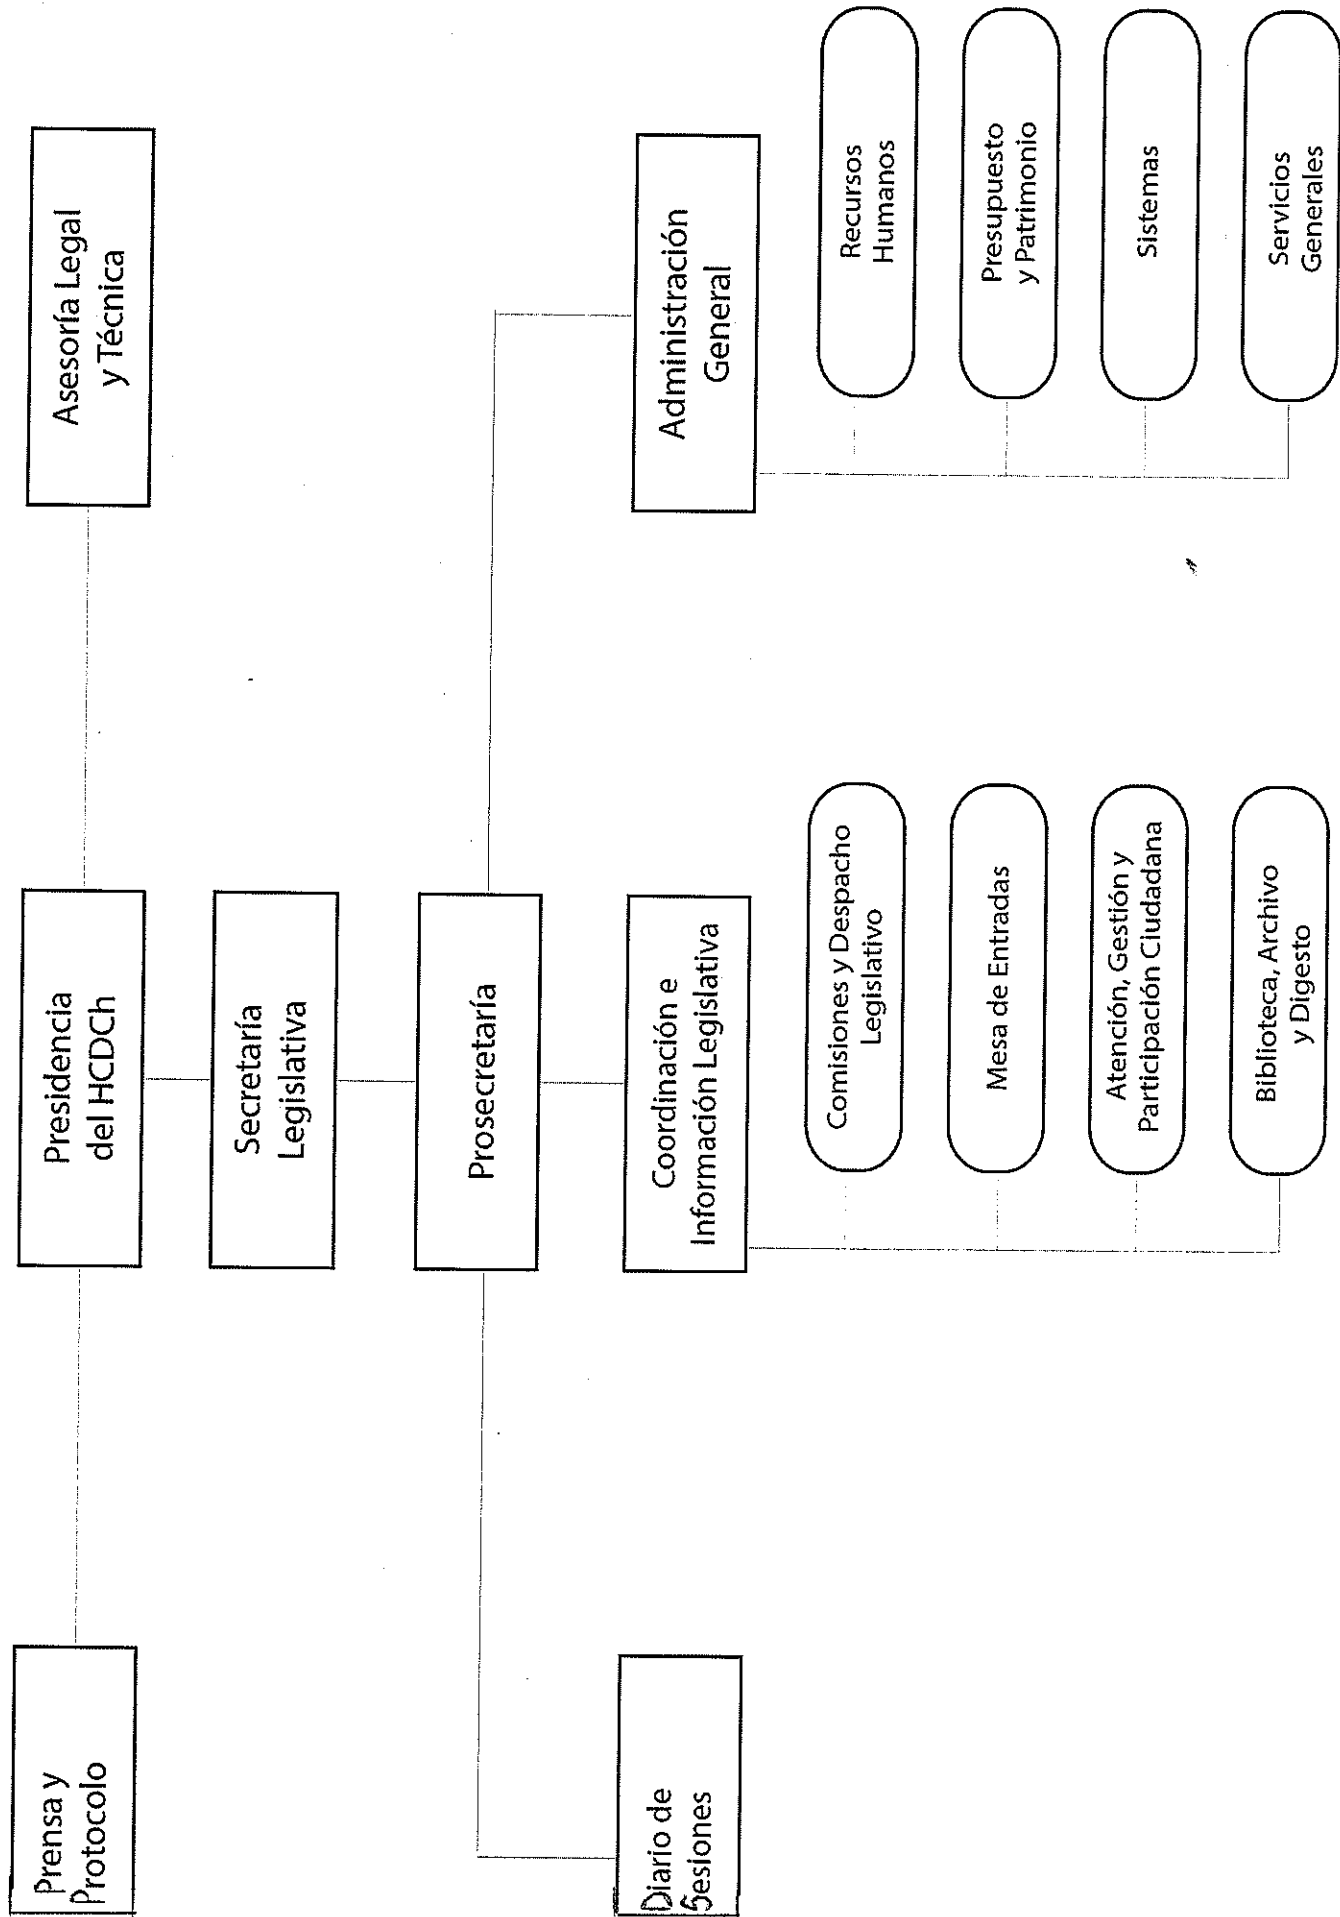 Prensa y
Protocolo
Presidencia
del HCDCh
Asesoría Legal
y Técnica
Secretaría
Legislativa
Prosecretaría
Diario de
Sesiones
Coordinación e
Información Legislativa
Administración
General
Comisiones y Despacho
Legislativo
Mesa de Entradas
Atención, Gestión y
Participación Ciudadana
Biblioteca, Archivo
y Digesto
Recursos
Humanos
Presupuesto
y Patrimonio
Sistemas
Servicios
Generales